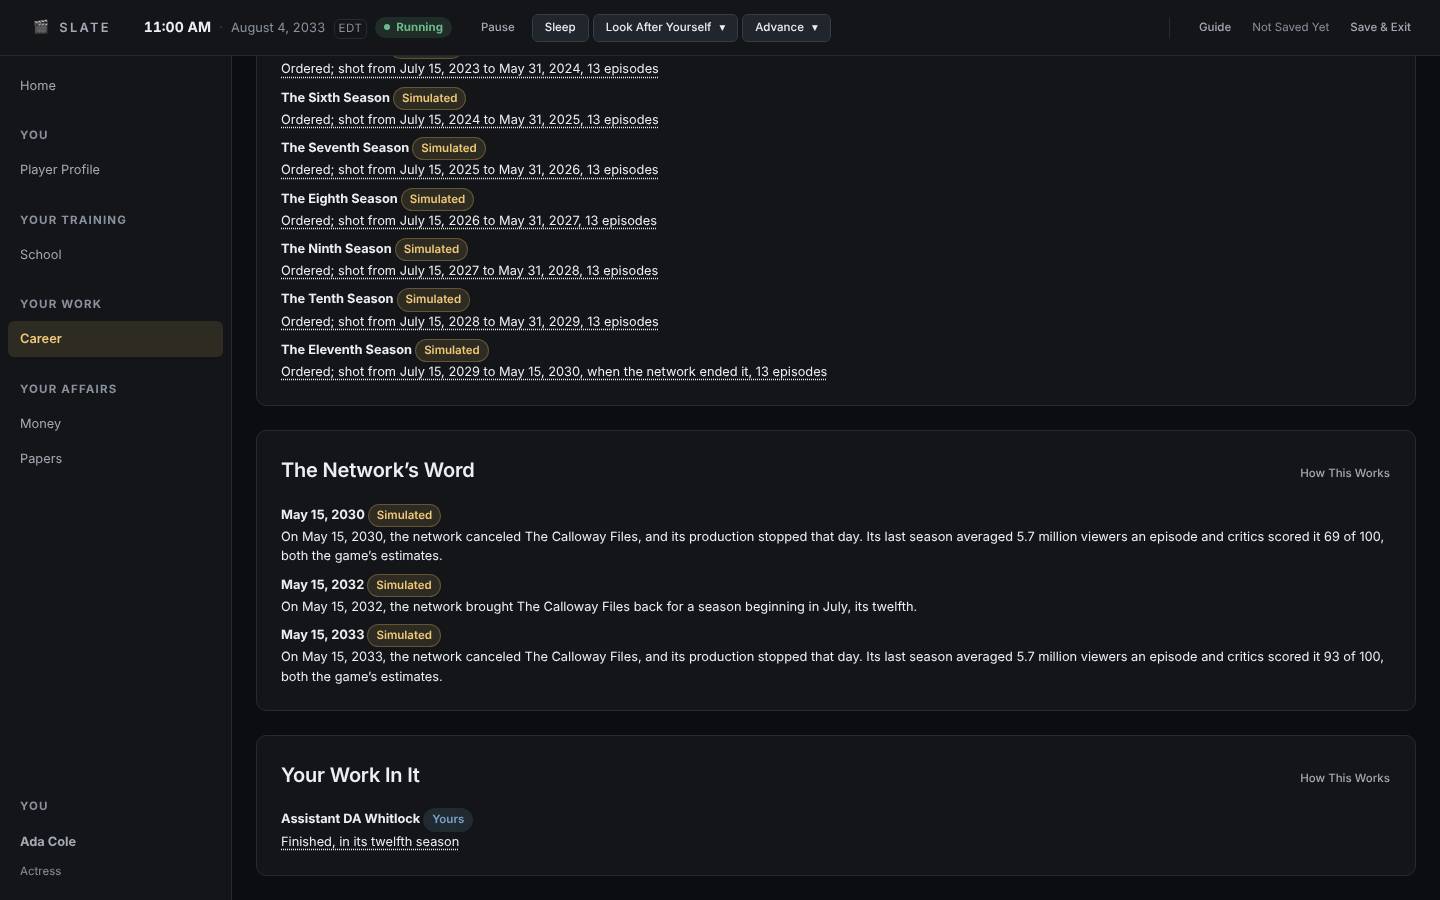 SLATE
11:00 AM · August 4, 2033 EDT Running Pause Sleep Look After Yourself ▾ Advance ▾ Guide Not Saved Yet Save & Exit
Home
YOU
Player Profile
YOUR TRAINING
School
YOUR WORK
Career
YOUR AFFAIRS
Money
Papers
YOU
Ada Cole
Actress
Ordered; shot from July 15, 2023 to May 31, 2024, 13 episodes
The Sixth Season Simulated
Ordered; shot from July 15, 2024 to May 31, 2025, 13 episodes
The Seventh Season Simulated
Ordered; shot from July 15, 2025 to May 31, 2026, 13 episodes
The Eighth Season Simulated
Ordered; shot from July 15, 2026 to May 31, 2027, 13 episodes
The Ninth Season Simulated
Ordered; shot from July 15, 2027 to May 31, 2028, 13 episodes
The Tenth Season Simulated
Ordered; shot from July 15, 2028 to May 31, 2029, 13 episodes
The Eleventh Season Simulated
Ordered; shot from July 15, 2029 to May 15, 2030, when the network ended it, 13 episodes
The Network’s Word
How This Works
May 15, 2030 Simulated
On May 15, 2030, the network canceled The Calloway Files, and its production stopped that day. Its last season averaged 5.7 million viewers an episode and critics scored it 69 of 100,
both the game’s estimates.
May 15, 2032 Simulated
On May 15, 2032, the network brought The Calloway Files back for a season beginning in July, its twelfth.
May 15, 2033 Simulated
On May 15, 2033, the network canceled The Calloway Files, and its production stopped that day. Its last season averaged 5.7 million viewers an episode and critics scored it 93 of 100,
both the game’s estimates.
Your Work In It
How This Works
Assistant DA Whitlock Yours
Finished, in its twelfth season